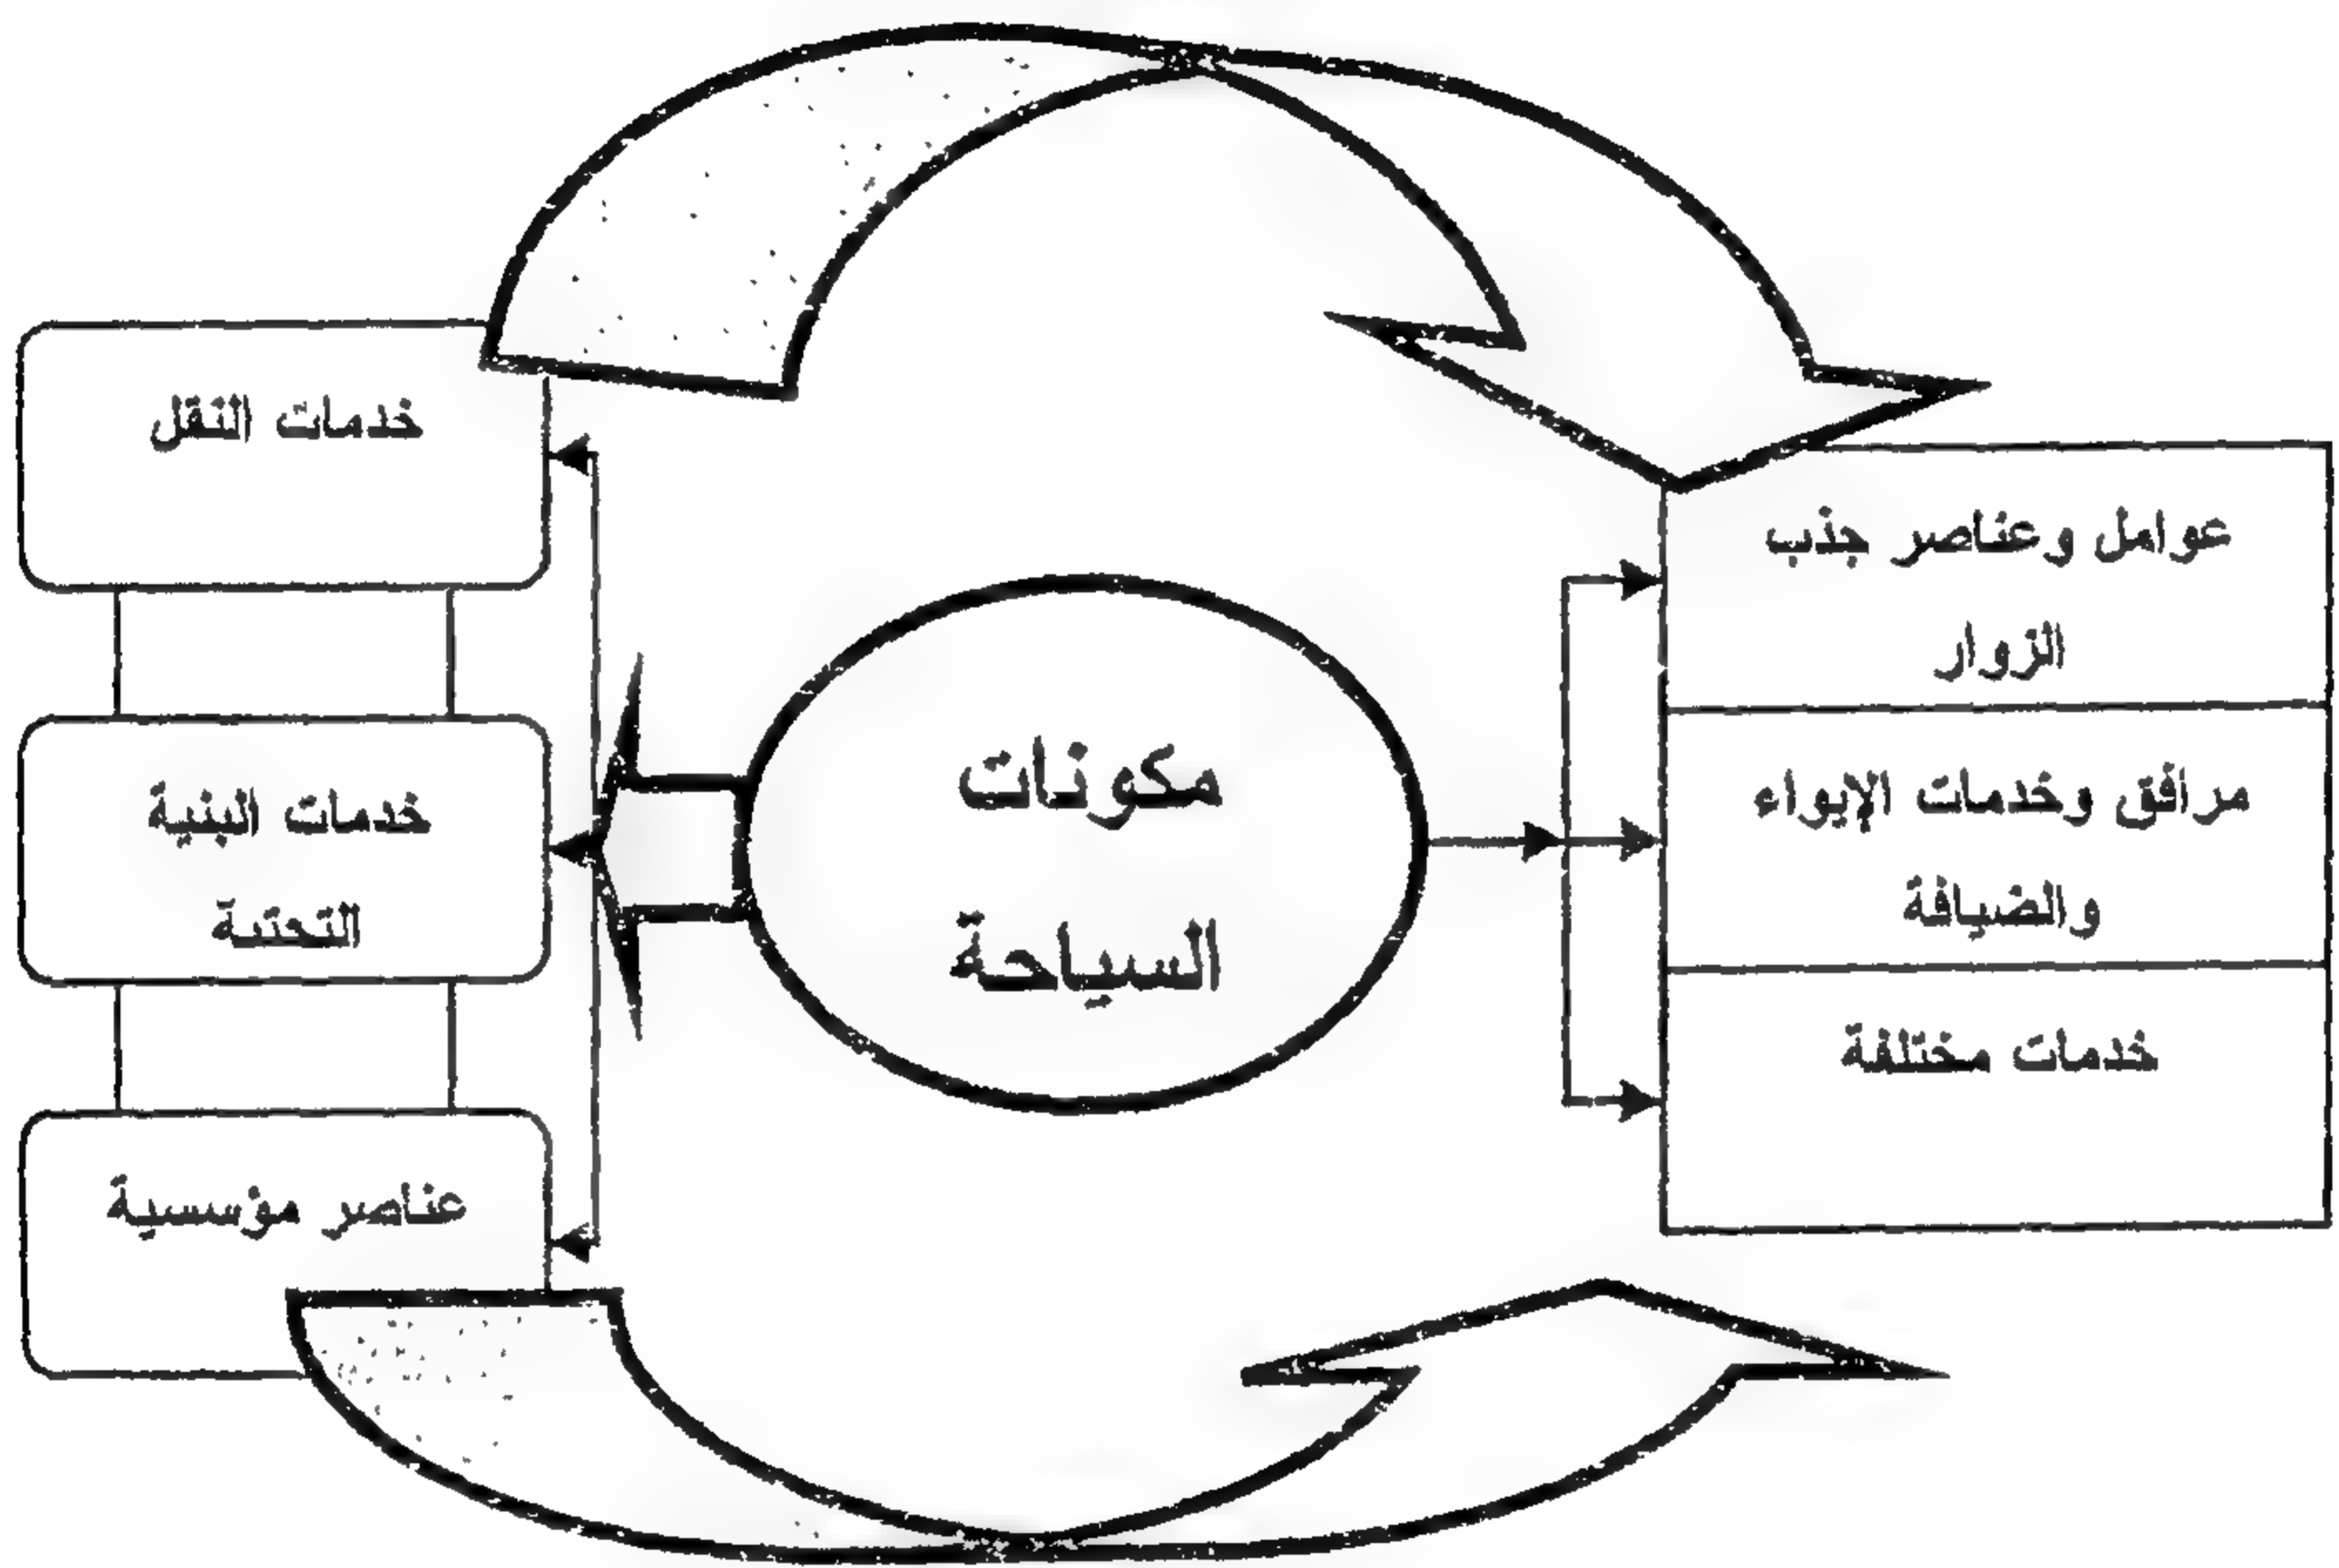 عوامل وعناصر جذب
الزوار
مرافق وخدمات الإيواء
والضيافة
خدمات مختلفة
مكونات
السياحة
خدمات النقل
خدمات البنية
التحتية
عناصر مؤسسية